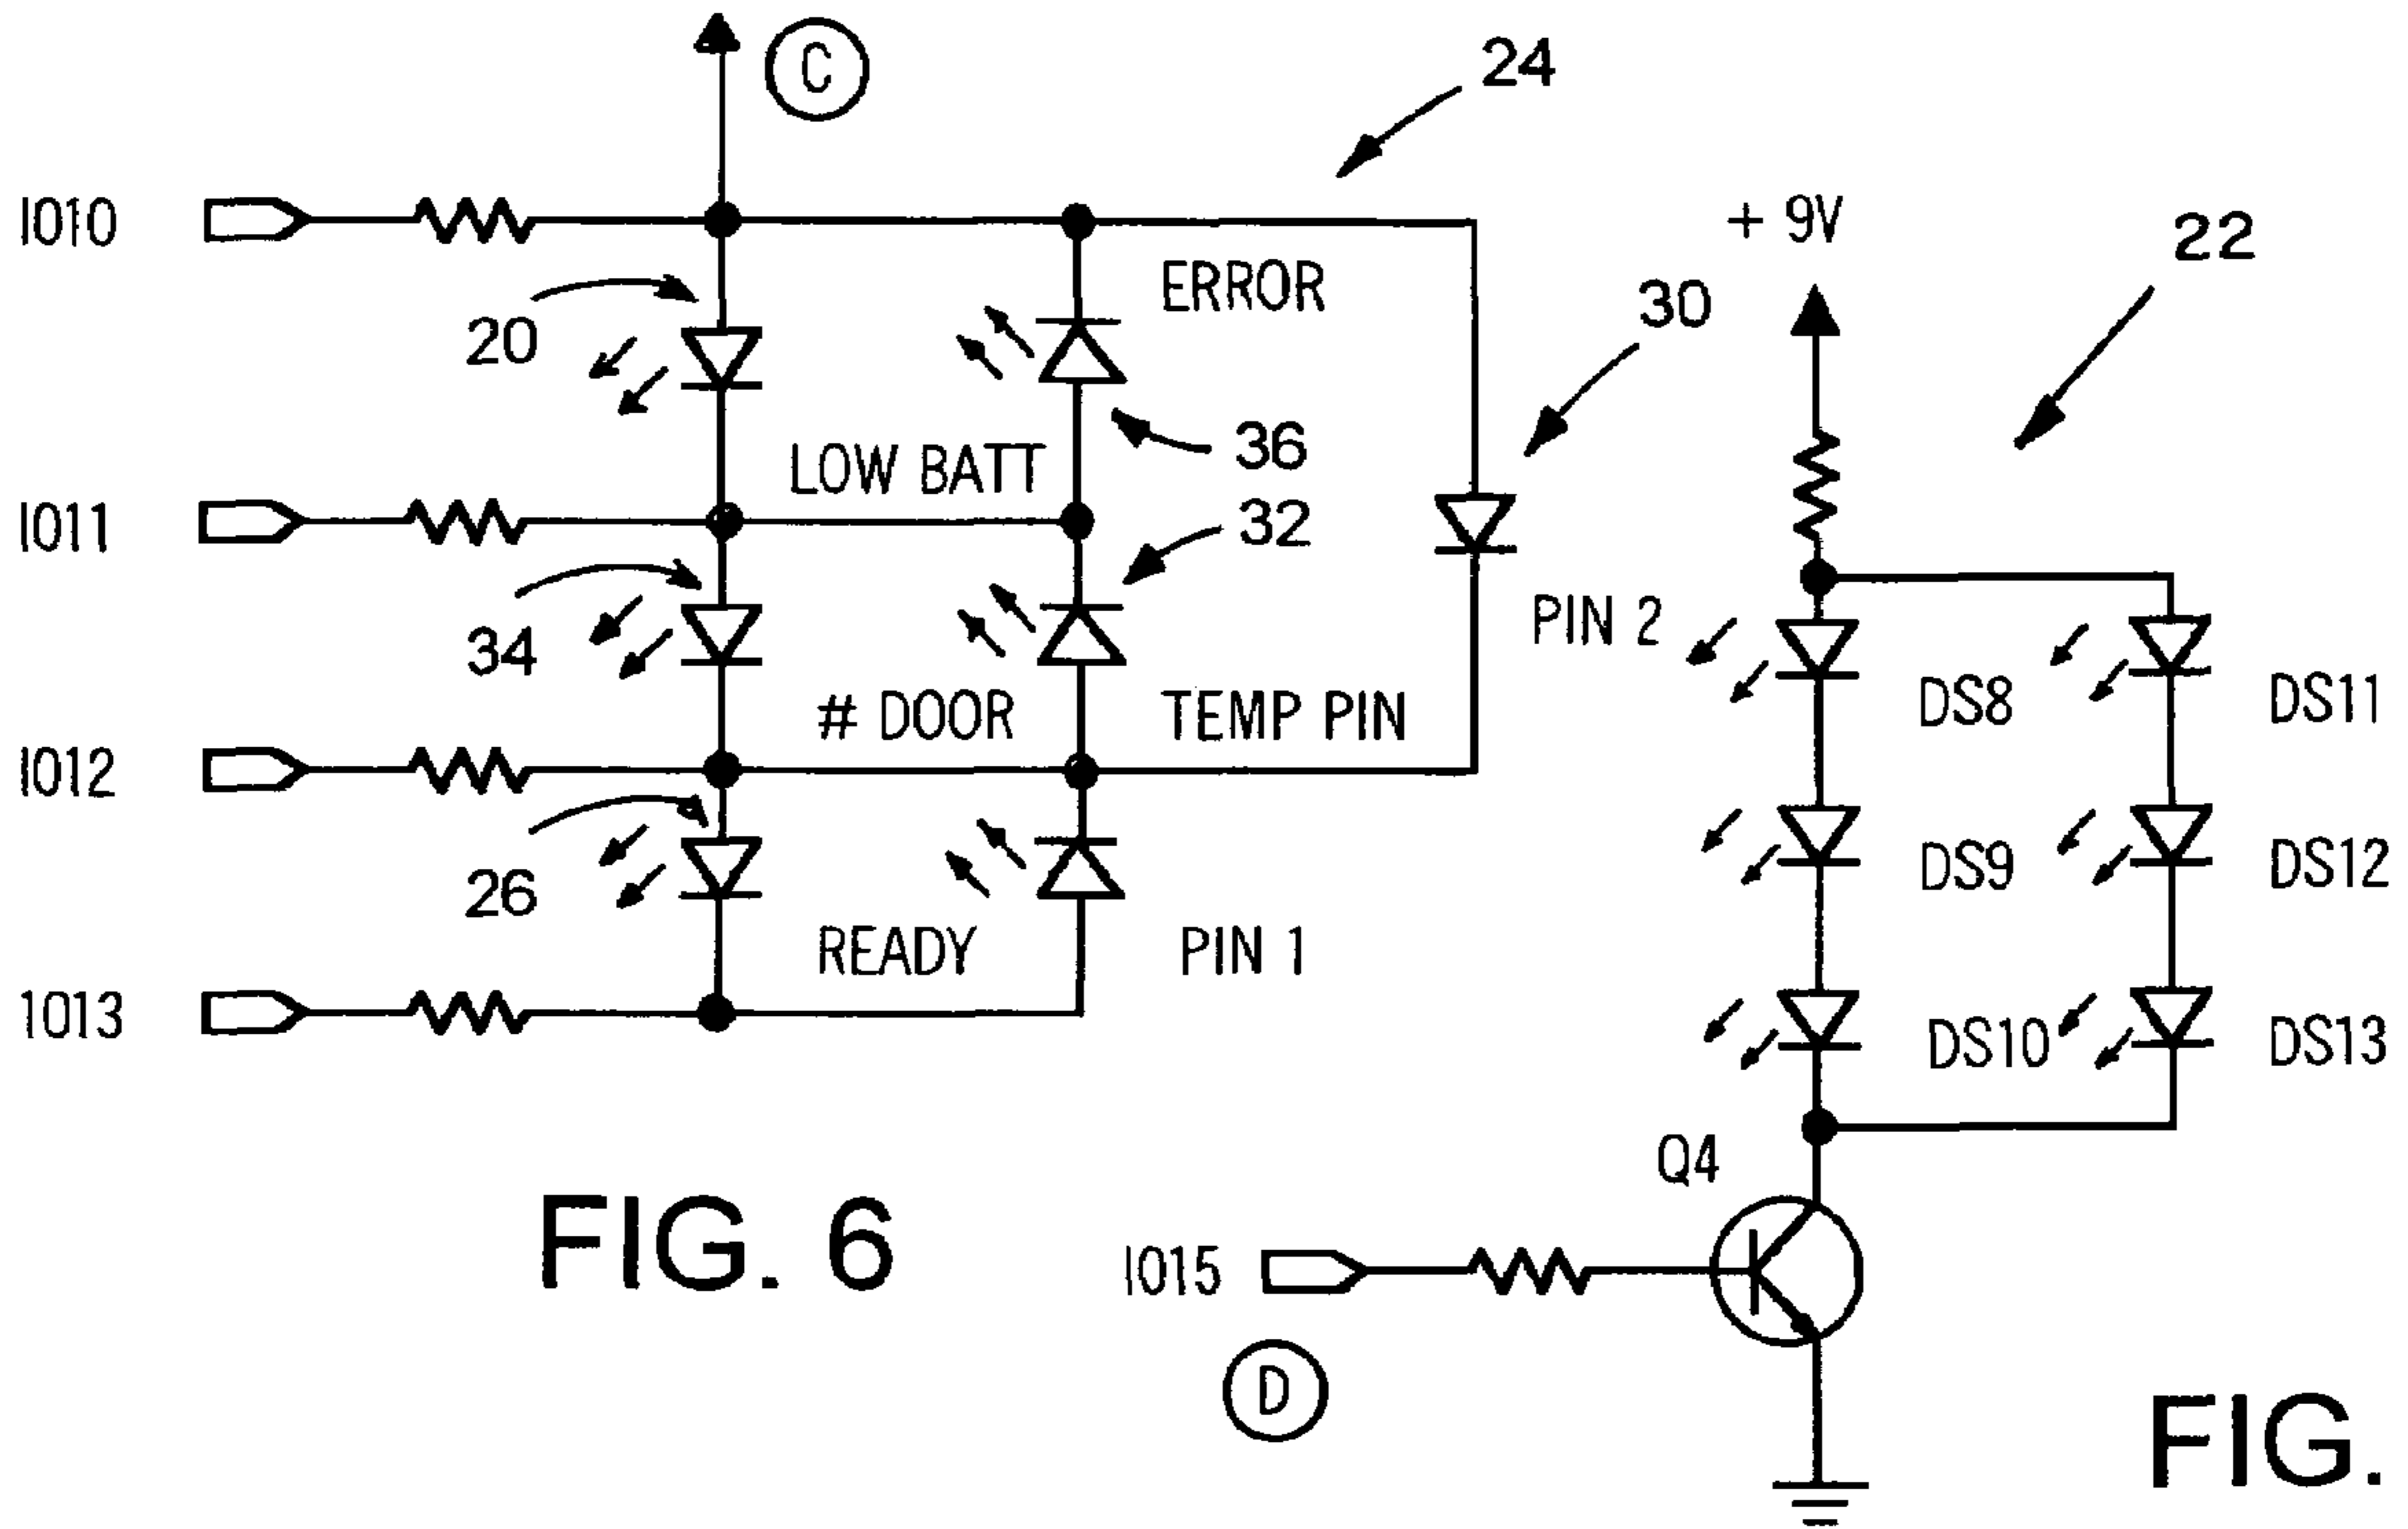 C
24
IO10
+ 9V
22
ERROR
30
20
36
LOW BATT
IO11
32
PIN 2
34
# DOOR
TEMP PIN
DS8
DS11
IO12
26
DS9
DS12
READY
PIN 1
IO13
DS10
DS13
Q4
FIG. 6
IO15
D
FIG.